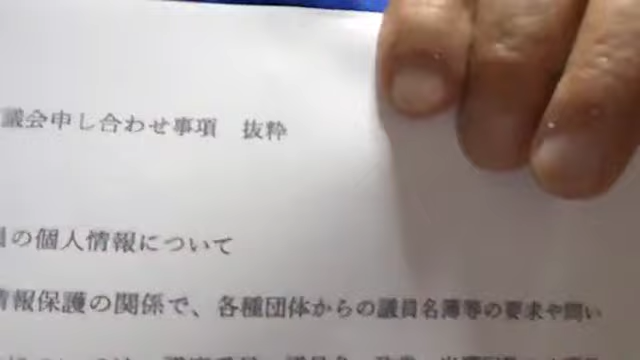 議会申し合わせ事項 抜粋
の個人情報について
情報保護の関係で、各種団体からの議員名簿等の要求や問い